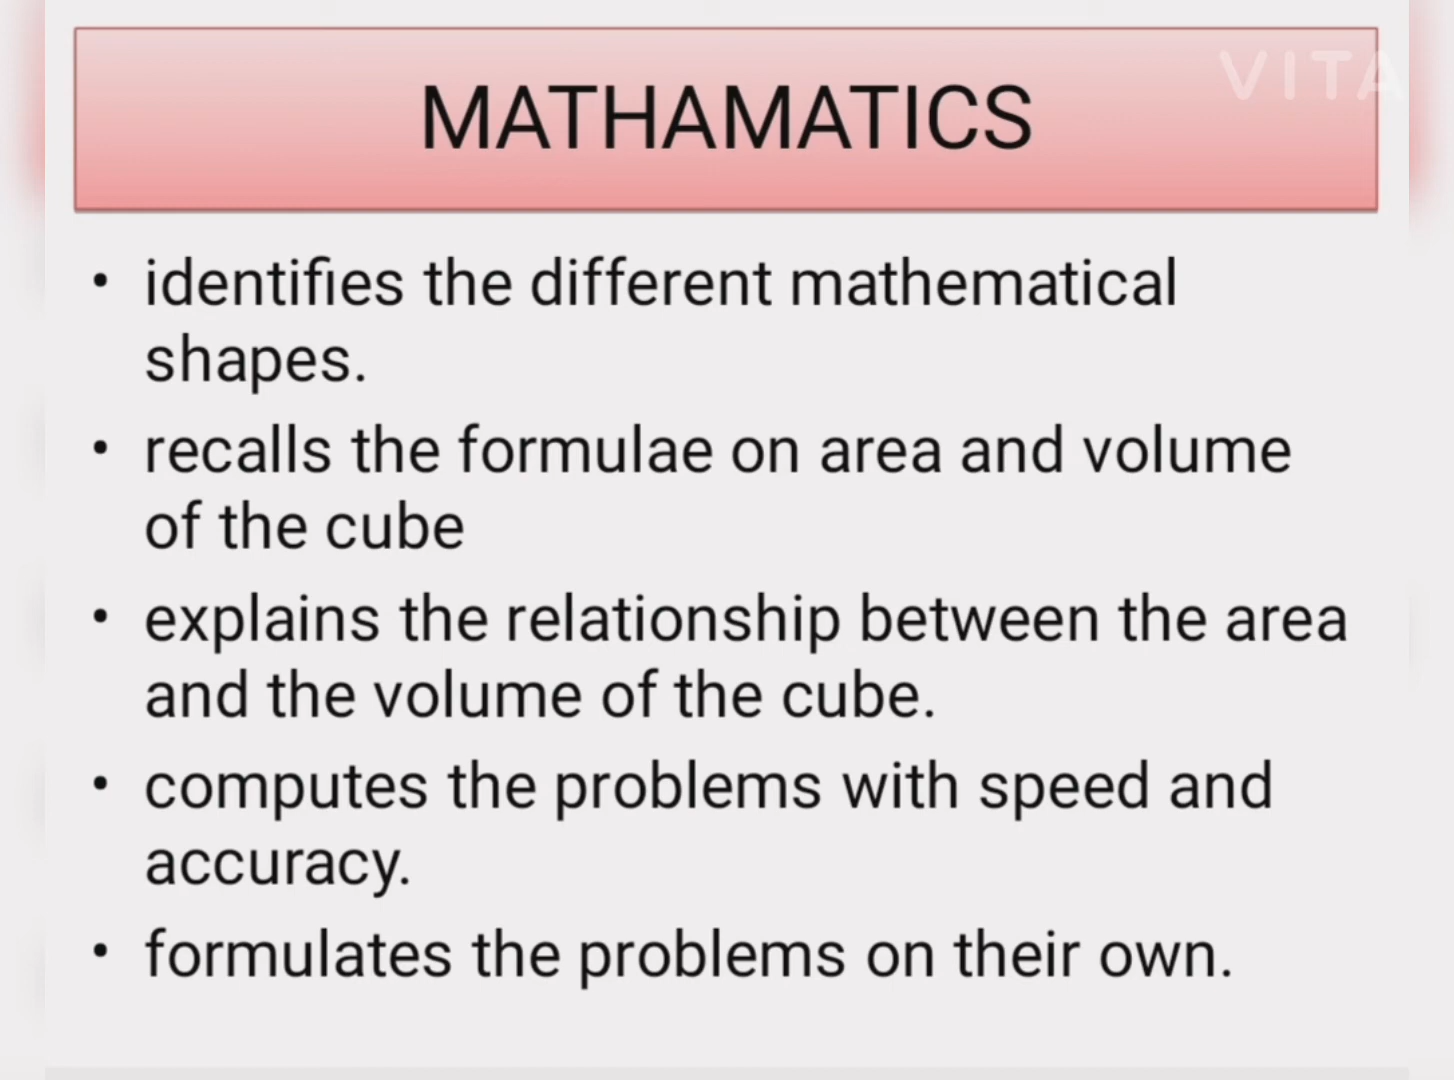 VITA
MATHAMATICS
• identifies the different mathematical
shapes.
• recalls the formulae on area and volume
of the cube
• explains the relationship between the area
and the volume of the cube.
• computes the problems with speed and
accuracy.
• formulates the problems on their own.